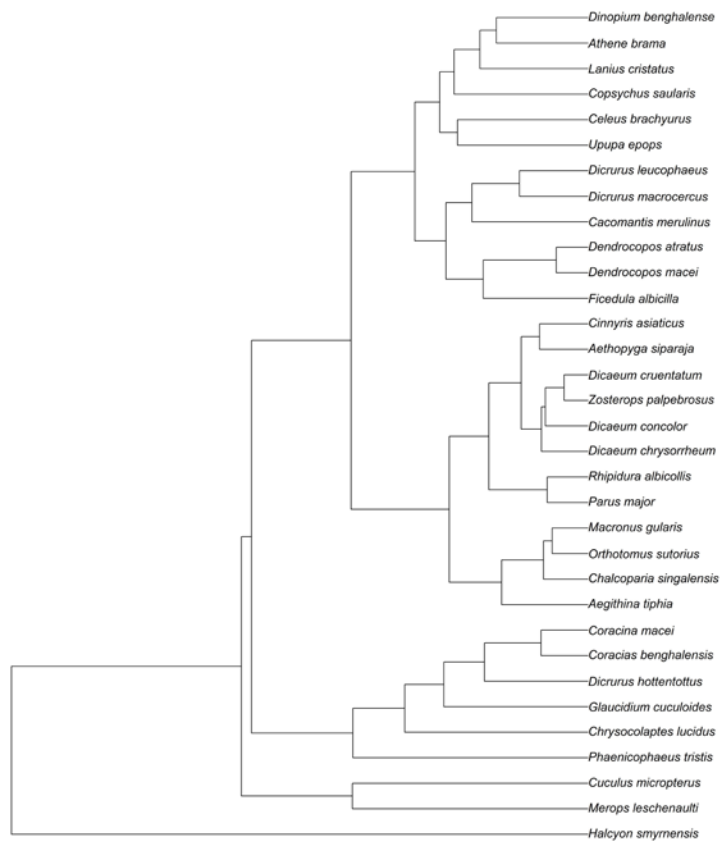 Dinopium benghalense
Athene brama
Lanius cristatus
Copsychus saularis
Celeus brachyurus
Upupa epops
Dicrurus leucophaeus
Dicrurus macrocercus
Cacomantis merulinus
Dendrocopos atratus
Dendrocopos macei
Ficedula albicilla
Cinnyris asiaticus
Aethopyga siparaja
Dicaeum cruentatum
Zosterops palpebrosus
Dicaeum concolor
Dicaeum chrysorrheum
Rhipidura albicollis
Parus major
Macronus gularis
Orthotomus sutorius
Chalcoparia singalensis
Aegithina tiphia
Coracina macei
Coracias benghalensis
Dicrurus hottentottus
Glaucidium cuculoides
Chrysocolaptes lucidus
Phaenicophaeus tristis
Cuculus micropterus
Merops leschenaulti
Halcyon smyrnensis